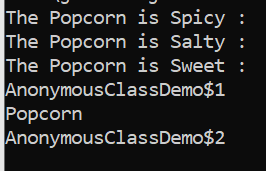 The Popcorn is Spicy :
The Popcorn is Salty :
The Popcorn is Sweet :
AnonymousClassDemo$1
Popcorn
AnonymousClassDemo$2